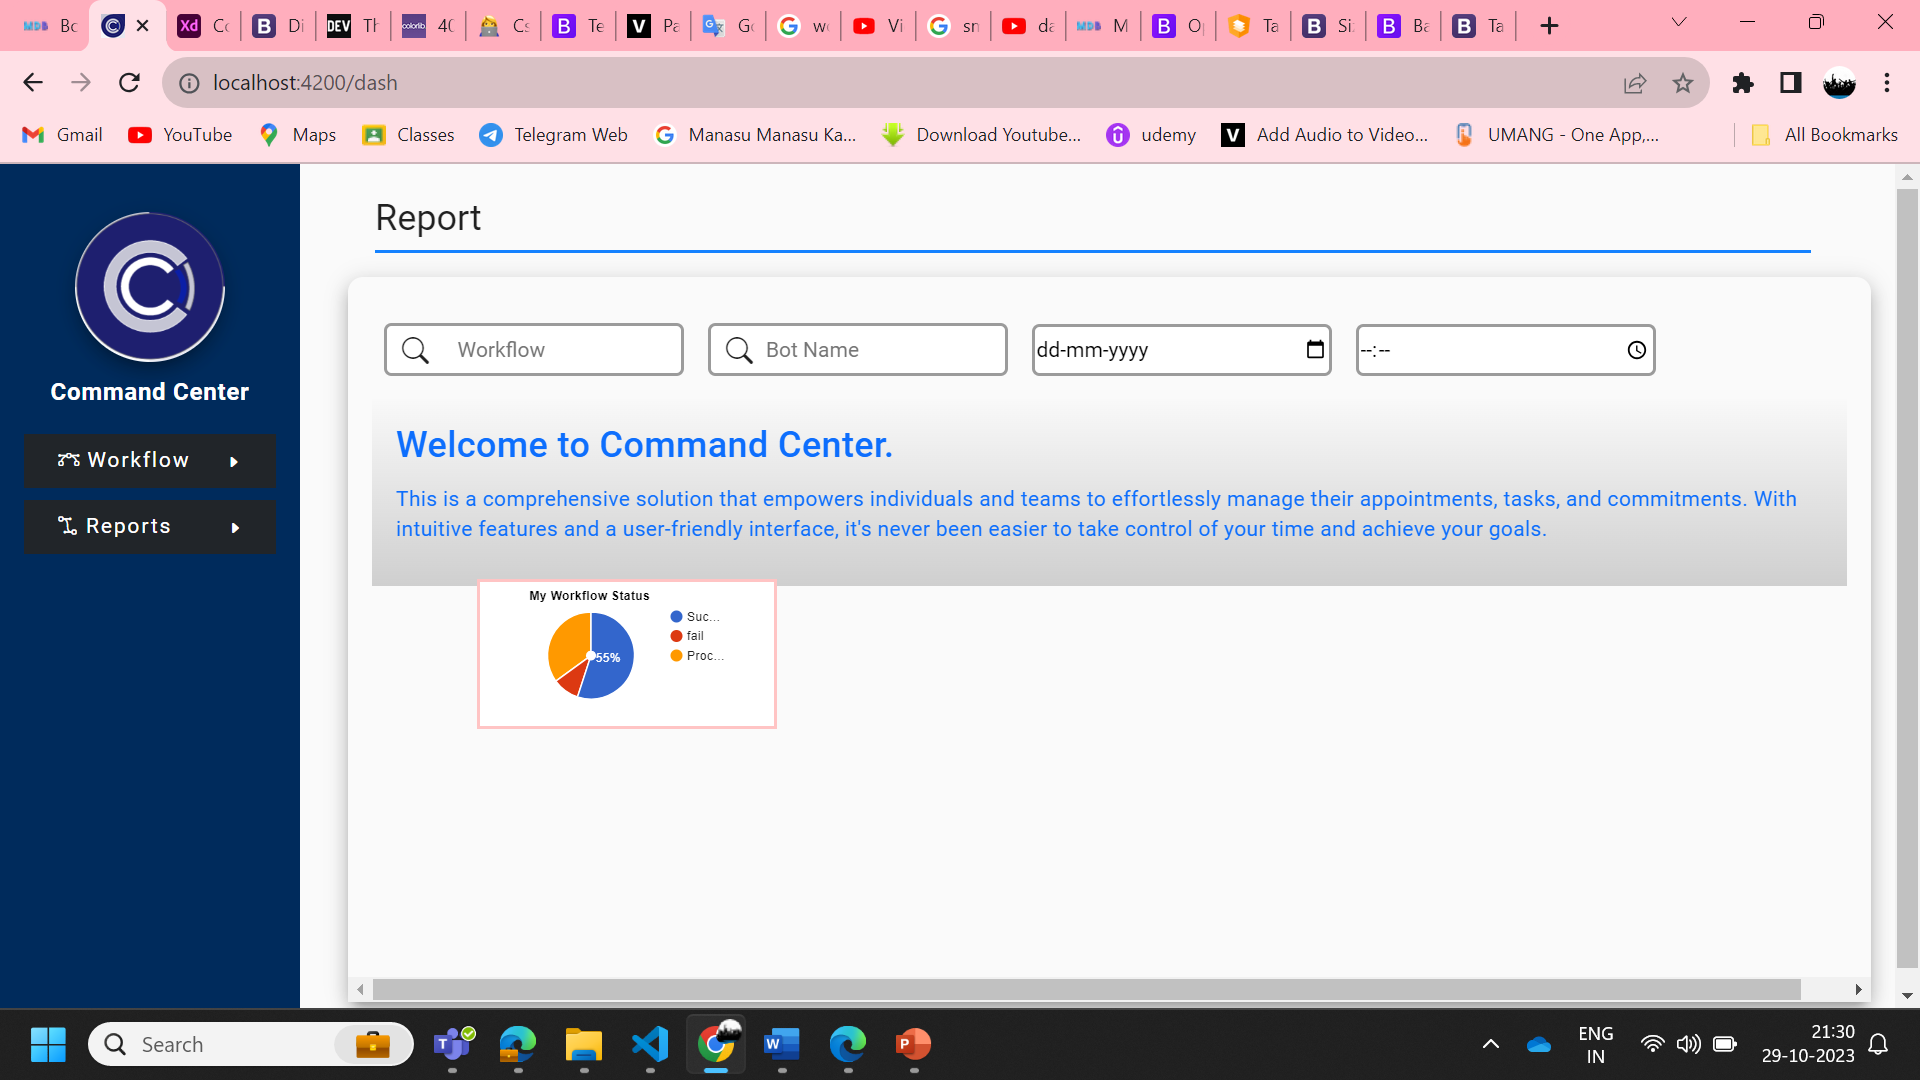 Bc Cc Di DEV Th colorlib 40 Cs Te Pa Go wo Vi sn da M Op Ta Si Ba Ta
localhost:4200/dash
Gmail YouTube Maps Classes Telegram Web Manasu Manasu Ka... Download Youtube... udemy Add Audio to Video... UMANG - One App,... All Bookmarks
Command Center
Workflow
Reports
Report
Workflow Bot Name dd-mm-yyyy --:--
Welcome to Command Center.
This is a comprehensive solution that empowers individuals and teams to effortlessly manage their appointments, tasks, and commitments. With
intuitive features and a user-friendly interface, it's never been easier to take control of your time and achieve your goals.
My Workflow Status
55%
Suc...
fail
Proc...
Search
ENG
IN
21:30
29-10-2023